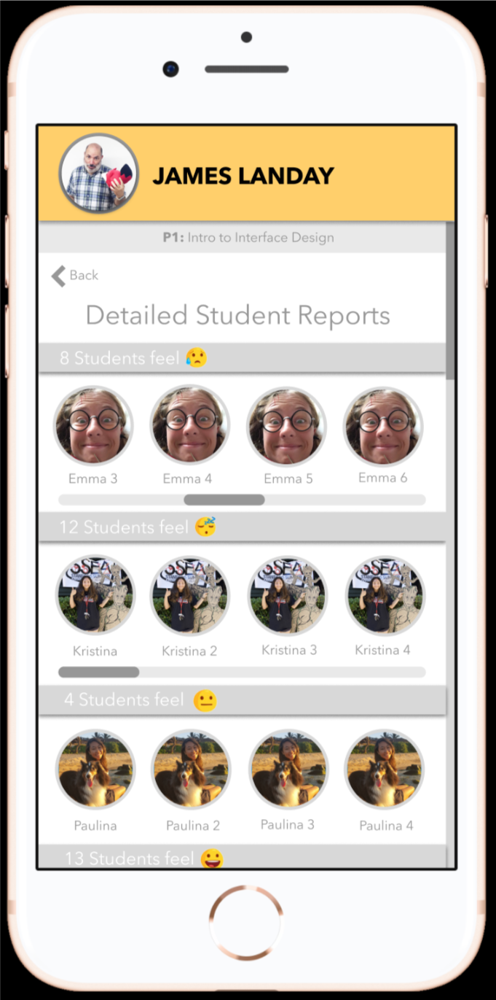 JAMES LANDAY
P1: Intro to Interface Design
Back
Detailed Student Reports
8 Students feel 😥
Emma 3 Emma 4 Emma 5 Emma 6
12 Students feel 😴
Kristina Kristina 2 Kristina 3 Kristina 4
4 Students feel 😐
Paulina Paulina 2 Paulina 3 Paulina 4
13 Students feel 😀